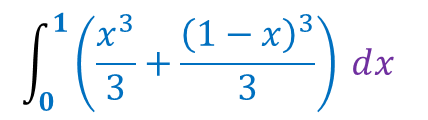 ∫₀¹ (x³/3 + (1 − x)³/3) dx